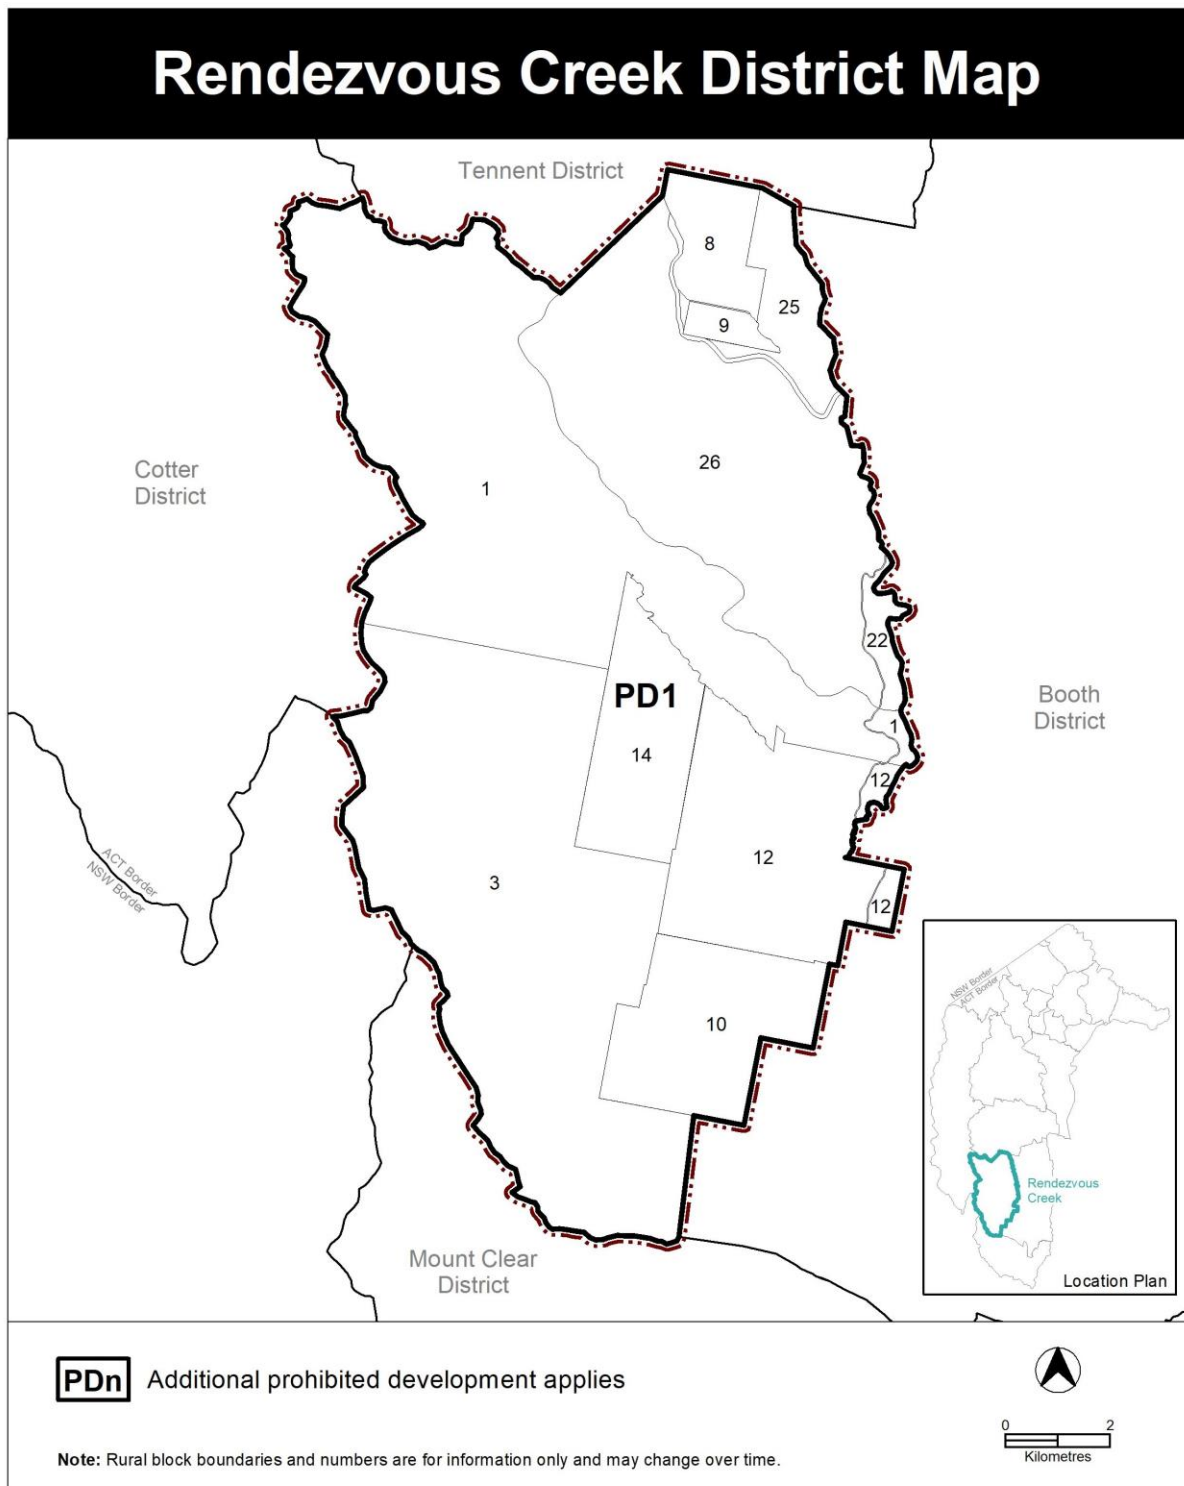 Rendezvous Creek District Map
Tennent District
8
25
9
Cotter
District
26
1
22
PD1
Booth
District
1
14
12
12
3
ACT Border
NSW Border
12
10
NSW Border
ACT Border
Rendezvous
Creek
Mount Clear
District
Location Plan
PDn Additional prohibited development applies
0 2
Kilometres
Note: Rural block boundaries and numbers are for information only and may change over time.